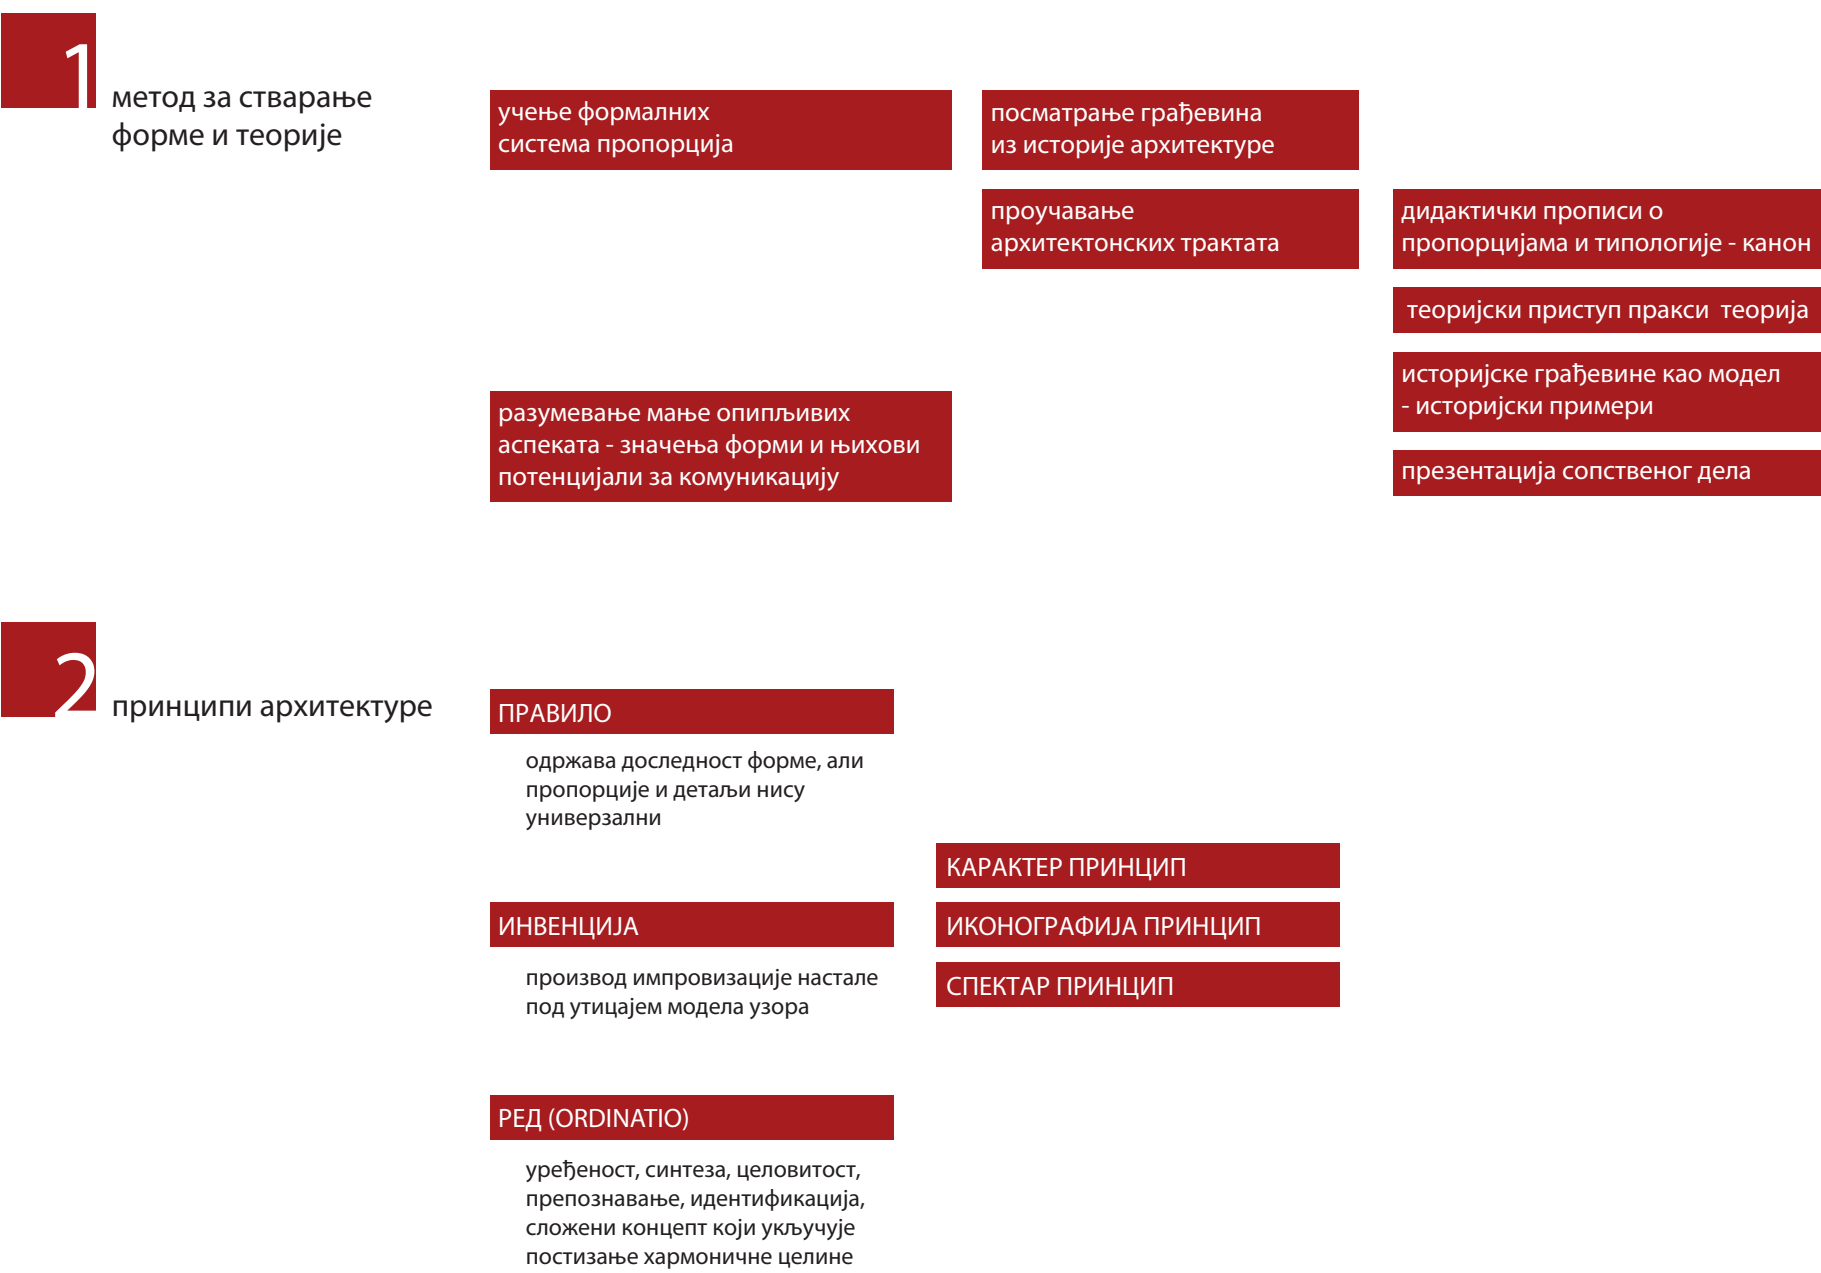 1
метод за стварање
форме и теорије
учење формалних
система пропорција
посматрање грађевина
из историје архитектуре
проучавање
архитектонских трактата
дидактички прописи о
пропорцијама и типологије - канон
теоријски приступ пракси теорија
историјске грађевине као модел
- историјски примери
презентација сопственог дела
разумевање мање опипљивих
аспеката - значења форми и њихови
потенцијали за комуникацију
2
принципи архитектуре
ПРАВИЛО
одржава доследност форме, али
пропорције и детаљи нису
универзални
ИНВЕНЦИЈА
производ импровизације настале
под утицајем модела узора
КАРАКТЕР ПРИНЦИП
ИКОНОГРАФИЈА ПРИНЦИП
СПЕКТАР ПРИНЦИП
РЕД (ORDINATIO)
уређеност, синтеза, целовитост,
препознавање, идентификација,
сложени концепт који укључује
постизање хармоничне целине